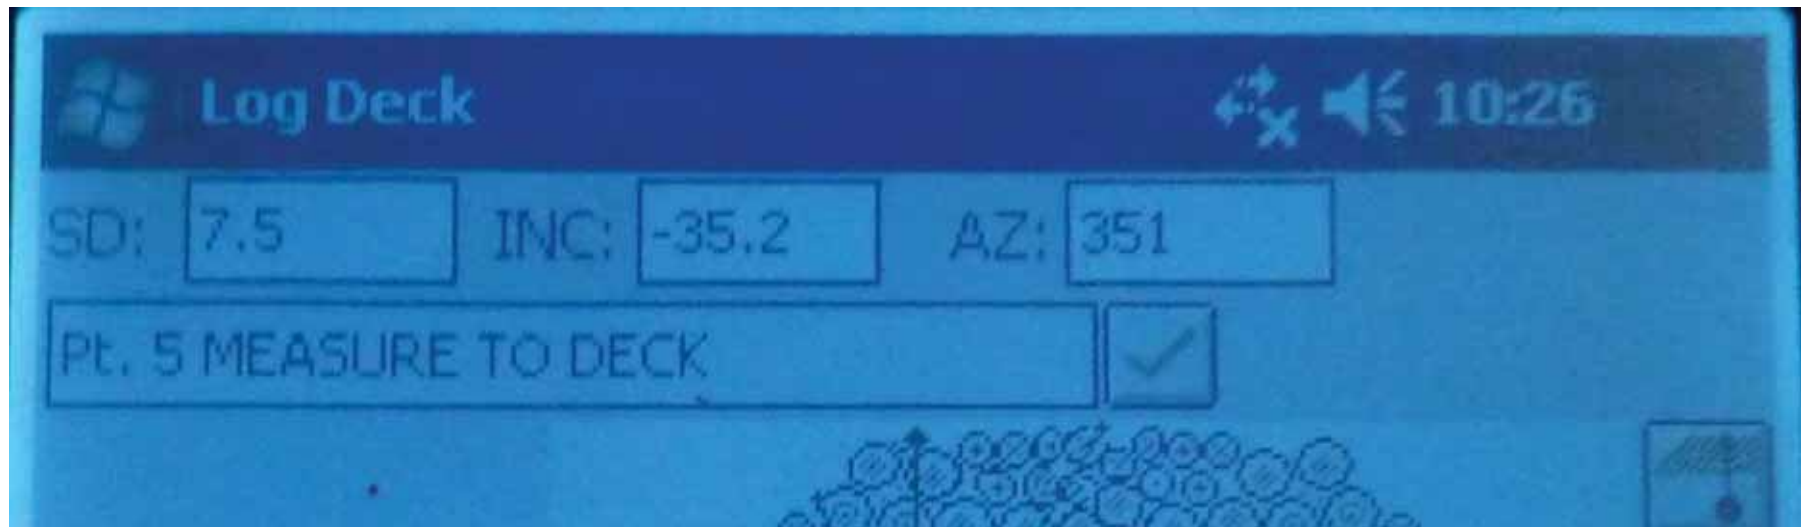 Log Deck 10:26
SD: 7.5 INC: -35.2 AZ: 351
Pt. 5 MEASURE TO DECK